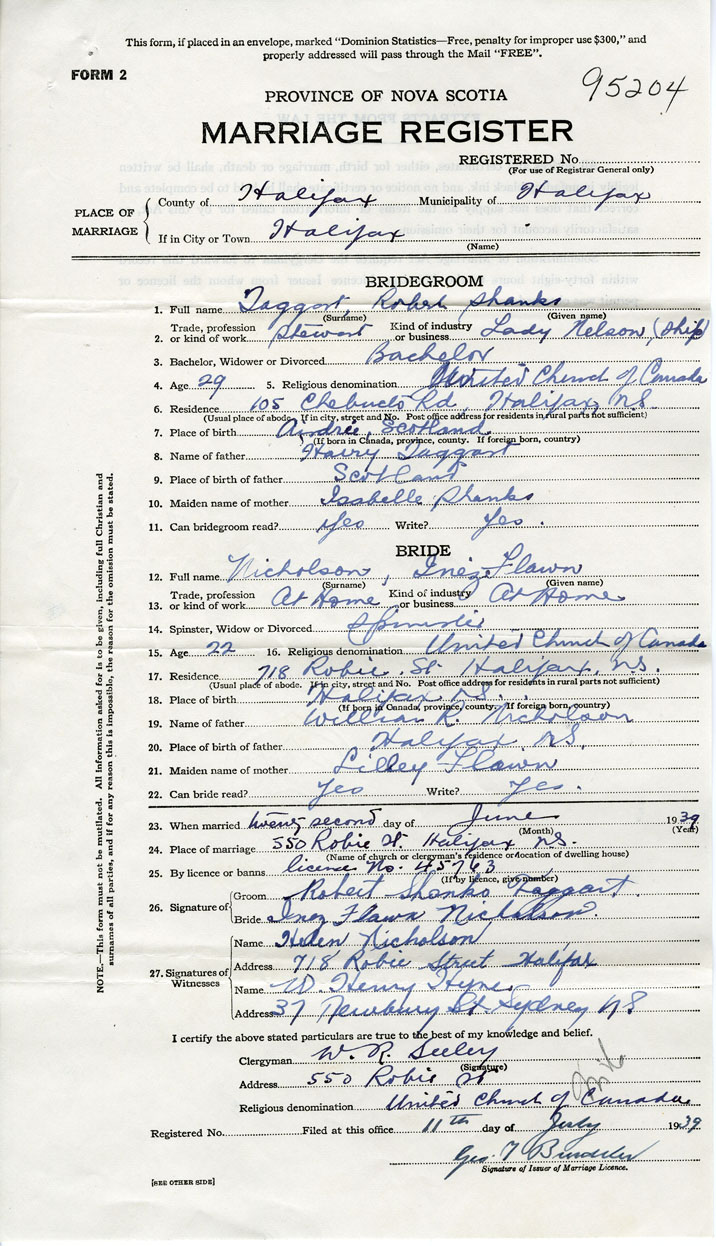 This form, if placed in an envelope, marked "Dominion Statistics—Free, penalty for improper use $300," and
properly addressed will pass through the Mail "FREE".
FORM 2
95204
PROVINCE OF NOVA SCOTIA
MARRIAGE REGISTER
REGISTERED No.
(For use of Registrar General only)
PLACE OF MARRIAGE
County of Halifax Municipality of Halifax
If in City or Town Halifax
(Name)
BRIDEGROOM
1. Full name Taggart, Robert Shanks
(Surname) (Given name)
2. Trade, profession or kind of work Stewart Kind of industry or business Lady Nelson (Ship)
3. Bachelor, Widower or Divorced Bachelor
4. Age 29 5. Religious denomination United Church of Canada
6. Residence 105 Chebucto Rd, Halifax, N.S.
(Usual place of abode. If in city, street and No. Post office address for residents in rural parts not sufficient)
7. Place of birth Scotland
(If born in Canada, province, county. If foreign born, country)
8. Name of father Harry Taggart
9. Place of birth of father Scotland
10. Maiden name of mother Isabelle Shanks
11. Can bridegroom read? Yes Write? Yes.
BRIDE
12. Full name Nicholson, Inez Flawn
(Surname) (Given name)
13. Trade, profession or kind of work At Home Kind of industry or business At Home
14. Spinster, Widow or Divorced Spinster
15. Age 22 16. Religious denomination United Church of Canada
17. Residence 718 Robie St Halifax, N.S.
(Usual place of abode. If in city, street and No. Post office address for residents in rural parts not sufficient)
18. Place of birth Halifax N.S.
(If born in Canada, province, county. If foreign born, country)
19. Name of father William R. Nicholson
20. Place of birth of father Halifax N.S.
21. Maiden name of mother Lilley Flawn
22. Can bride read? Yes Write? Yes.
23. When married twenty second day of June 1939
(Month) (Year)
24. Place of marriage 550 Robie St. Halifax N.S.
(Name of church or clergyman's residence or location of dwelling house)
25. By licence or banns licence No. 45763
(If by licence, give number)
26. Signature of
Groom Robert Shanks Taggart.
Bride Inez Flawn Nicholson.
27. Signatures of Witnesses
Name Helen Nicholson
Address 718 Robie Street Halifax
Name W. Henry Hynes
Address 37 Newbury St. Sydney N.S
I certify the above stated particulars are true to the best of my knowledge and belief.
Clergyman W. R. Seeley
(Signature)
Address 550 Robie St
Religious denomination United Church of Canada.
Registered No. Filed at this office 11th day of July 1939
Geo. T
Signature of Issuer of Marriage Licence.
[SEE OTHER SIDE]
NOTE.—This form must not be mutilated. All information asked for is to be given, including full Christian and
surnames of all parties, and if for any reason this is impossible, the reason for the omission must be stated.